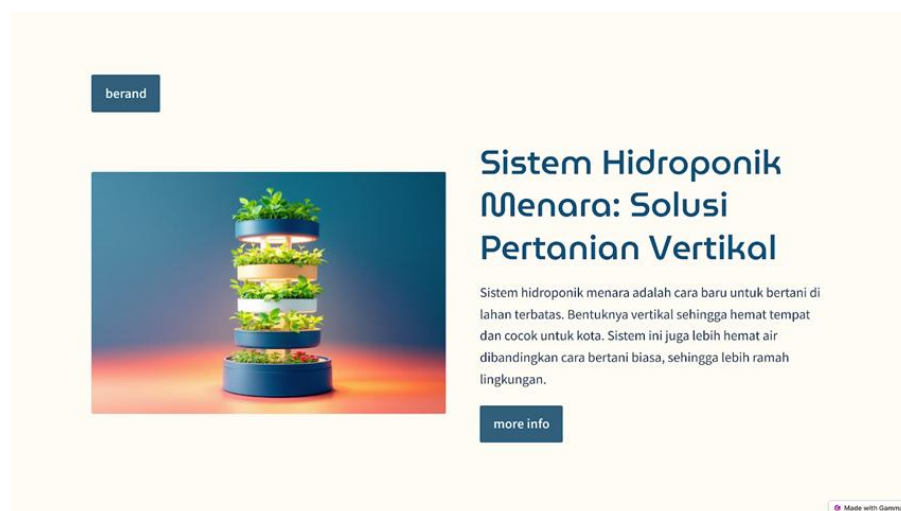 berand
Sistem Hidroponik
Menara: Solusi
Pertanian Vertikal
Sistem hidroponik menara adalah cara baru untuk bertani di
lahan terbatas. Bentuknya vertikal sehingga hemat tempat
dan cocok untuk kota. Sistem ini juga lebih hemat air
dibandingkan cara bertani biasa, sehingga lebih ramah
lingkungan.
more info
Made with Gamma